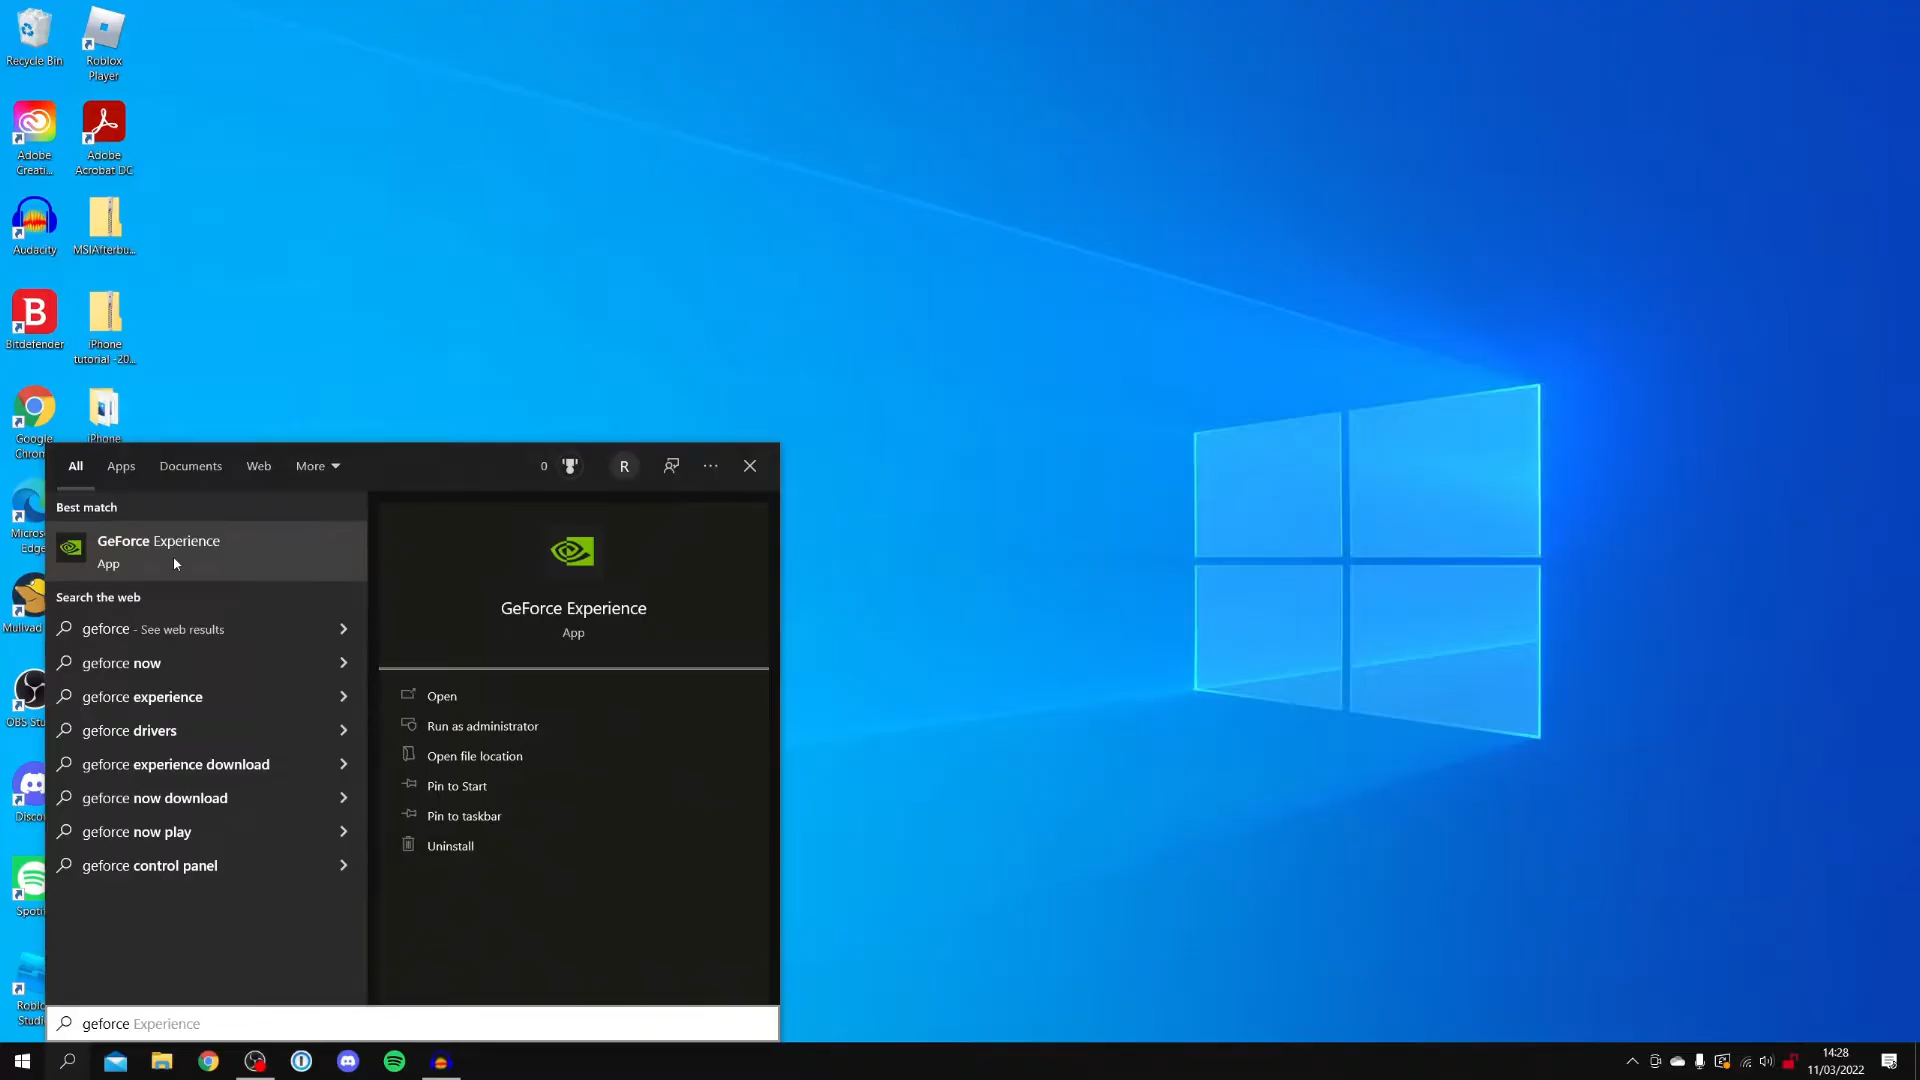 Recycle Bin
Roblox
Player
Adobe
Creati...
Adobe
Acrobat DC
Audacity
MSIAfterbu...
Bitdefender
iPhone
tutorial -20...
Google
Chrom
iPhone
Micros
Edge
Mullvad
OBS Stu
Disco
Spoti
Roblo
Studi
All
Apps
Documents
Web
More
0
R
Best match
GeForce Experience
App
Search the web
geforce - See web results
geforce now
geforce experience
geforce drivers
geforce experience download
geforce now download
geforce now play
geforce control panel
GeForce Experience
App
Open
Run as administrator
Open file location
Pin to Start
Pin to taskbar
Uninstall
geforce Experience
14:28
11/03/2022